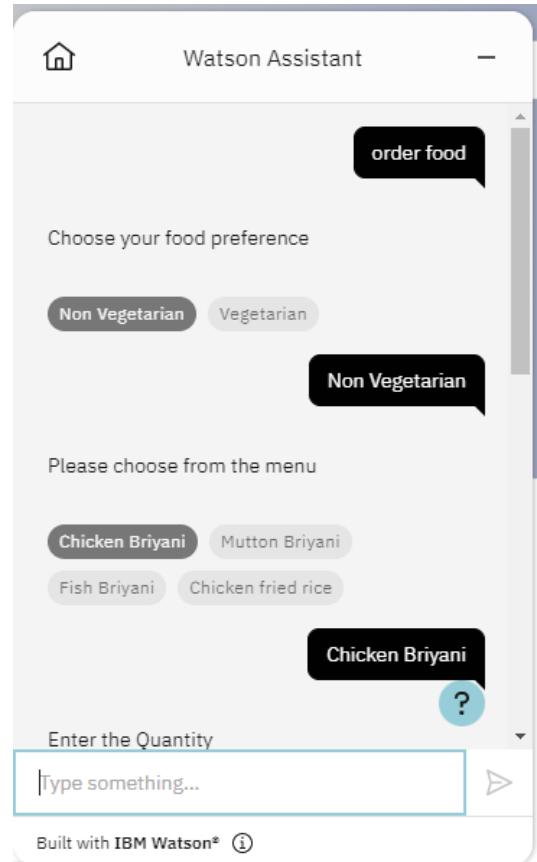 Watson Assistant
order food
Choose your food preference
Non Vegetarian Vegetarian
Non Vegetarian
Please choose from the menu
Chicken Briyani Mutton Briyani
Fish Briyani Chicken fried rice
Chicken Briyani
?
Enter the Quantity
Type something...
Built with IBM Watson®